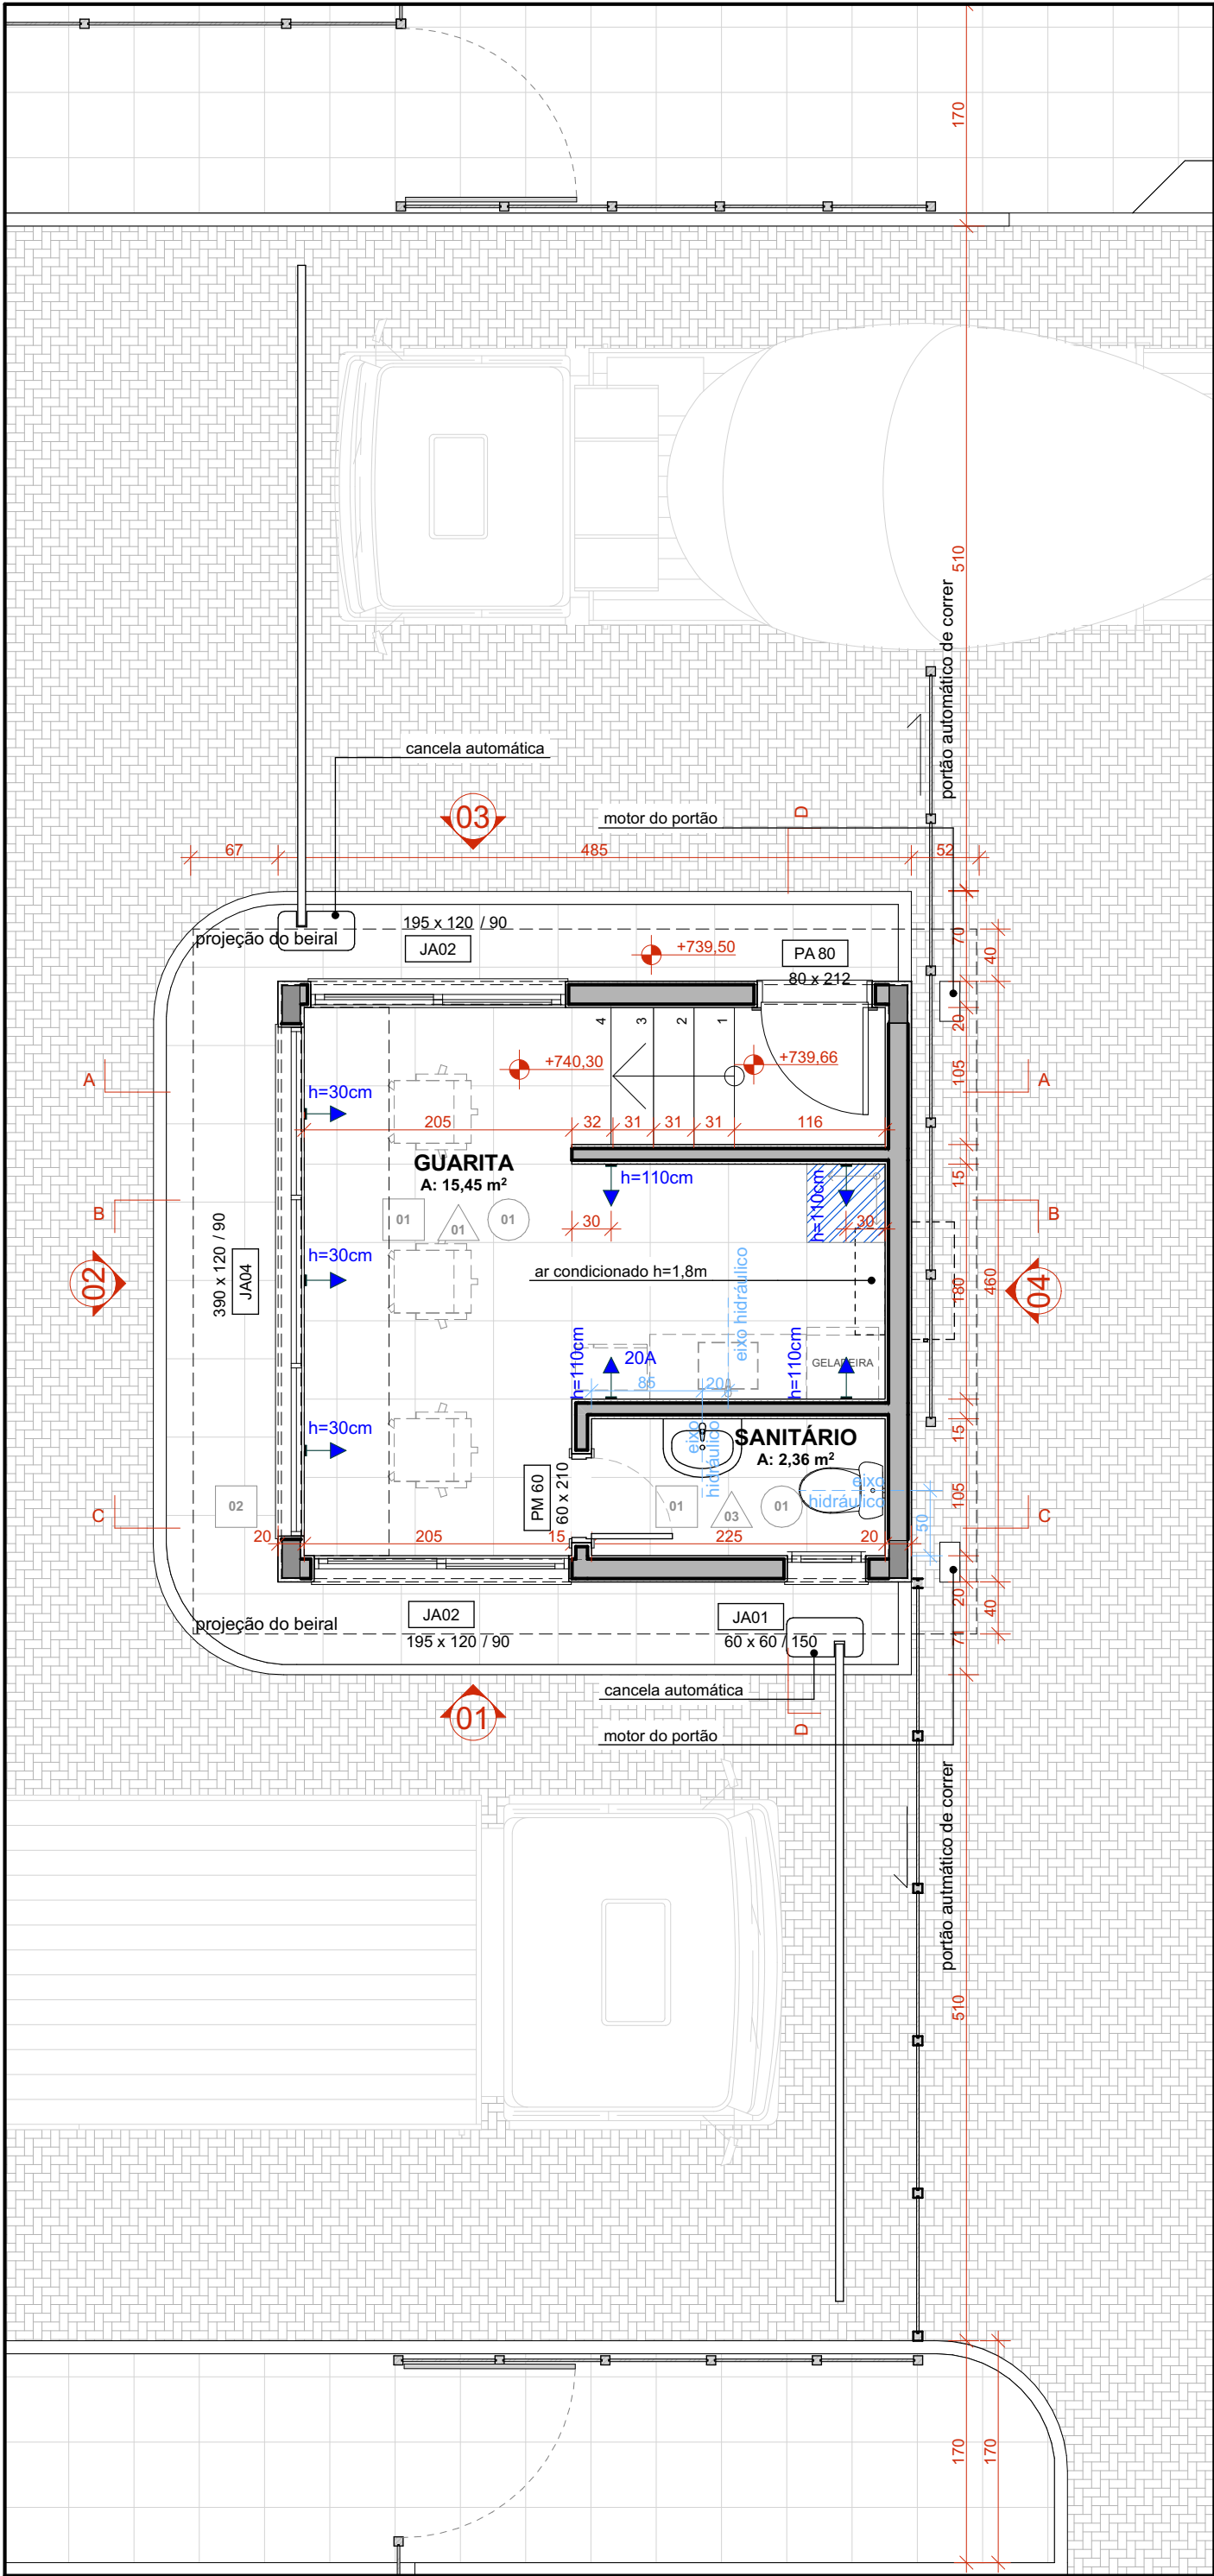 170
510
portão automático de correr
cancela automática
03
motor do portão
D
67
485
52
projeção do beiral
195 x 120 / 90
JA02
+739,50
PA 80
80 x 212
70
40
20
4
3
2
1
+740,30
+739,66
105
A
A
h=30cm
205
32
31
31
31
116
GUARITA
A: 15,45 m²
h=110cm
h=110cm
15
B
B
01
01
01
30
30
02
390 x 120 / 90
JA04
h=30cm
ar condicionado h=1,8m
eixo hidráulico
180
460
04
h=110cm
20A
h=110cm
GELADEIRA
85
20
h=30cm
eixo
hidráulico
SANITÁRIO
A: 2,36 m²
15
PM 60
60 x 210
eixo
hidráulico
105
02
01
03
01
C
C
50
20
205
15
225
20
20
40
71
projeção do beiral
JA02
195 x 120 / 90
JA01
60 x 60 / 150
cancela automática
01
motor do portão
D
portão autmático de correr
510
170
170